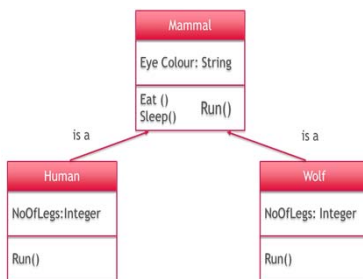 Mammal
Eye Colour: String
Eat ()
Sleep()
Run()
is a
is a
Human
NoOfLegs:Integer
Run()
Wolf
NoOfLegs: Integer
Run()